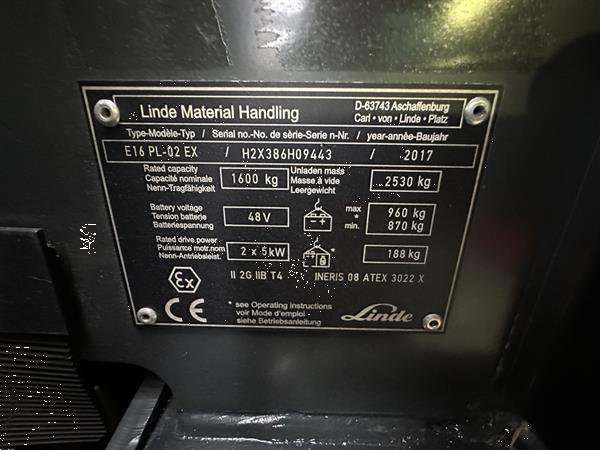 Linde Material Handling
D-63743 Aschaffenburg
Carl • von • Linde • Platz
Type-Modèle-Typ / Serial no.-No. de série-Serie n-Nr. / year-année-Baujahr
E16 PL-02 EX / H2X386H09443 / 2017
Rated capacity
Capacité nominale
Nenn-Tragfähigkeit
1600 kg
Unladen mass
Masse à vide
Leergewicht
2530 kg
Battery voltage
Tension batterie
Batteriespannung
48V
max
*
min.
960 kg
870 kg
Rated drive power
Puissance motr.nom
Nenn-Antriebsleist.
2 x 5 kW
*
188 kg
Ex
II 2G IIB T4
INERIS 08 ATEX 3022 X
CE
* see Operating instructions
voir Mode d'emploi
siehe Betriebsanleitung
Linde